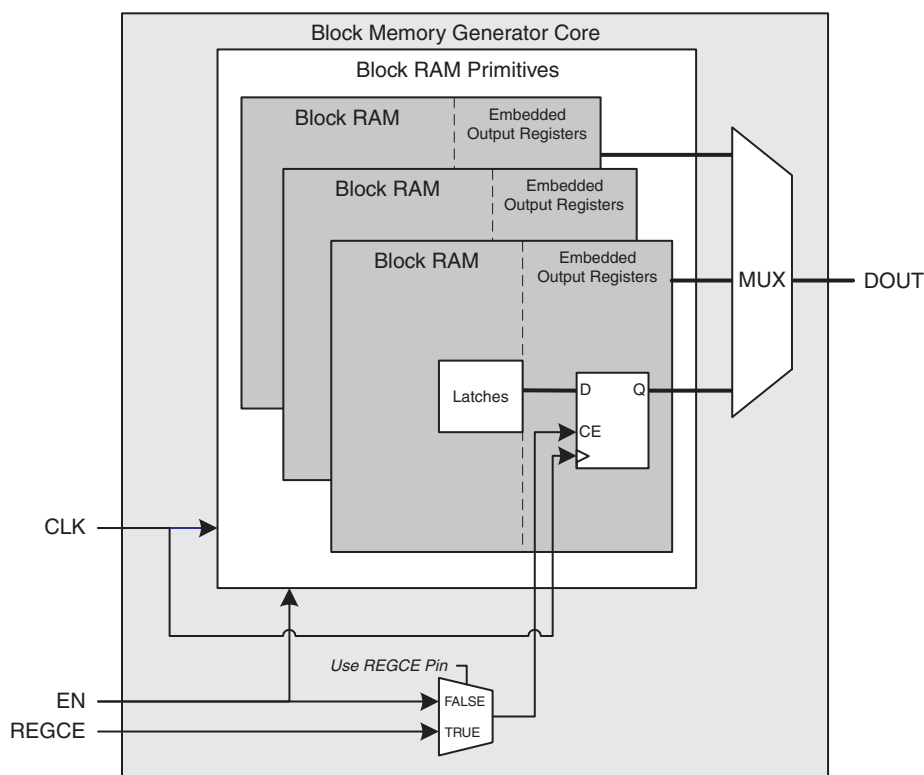 Block Memory Generator Core
Block RAM Primitives
Block RAM
Embedded
Output Registers
Block RAM
Embedded
Output Registers
Block RAM
Embedded
Output Registers
MUX
DOUT
Latches
D
Q
CE
CLK
Use REGCE Pin
EN
FALSE
REGCE
TRUE